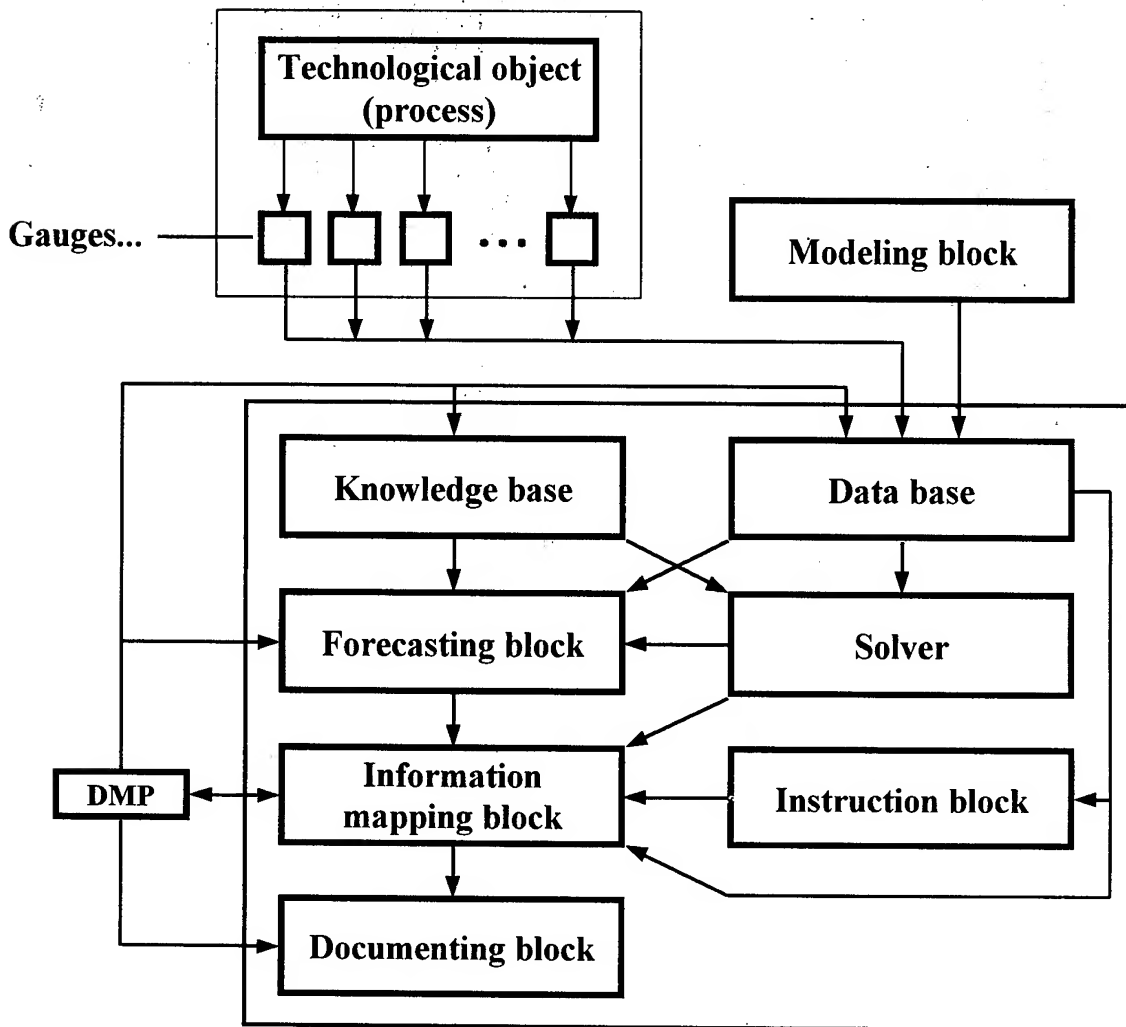 Technological object
(process)
Gauges...
...
Modeling block
Knowledge base
Data base
Forecasting block
Solver
DMP
Information
mapping block
Instruction block
Documenting block